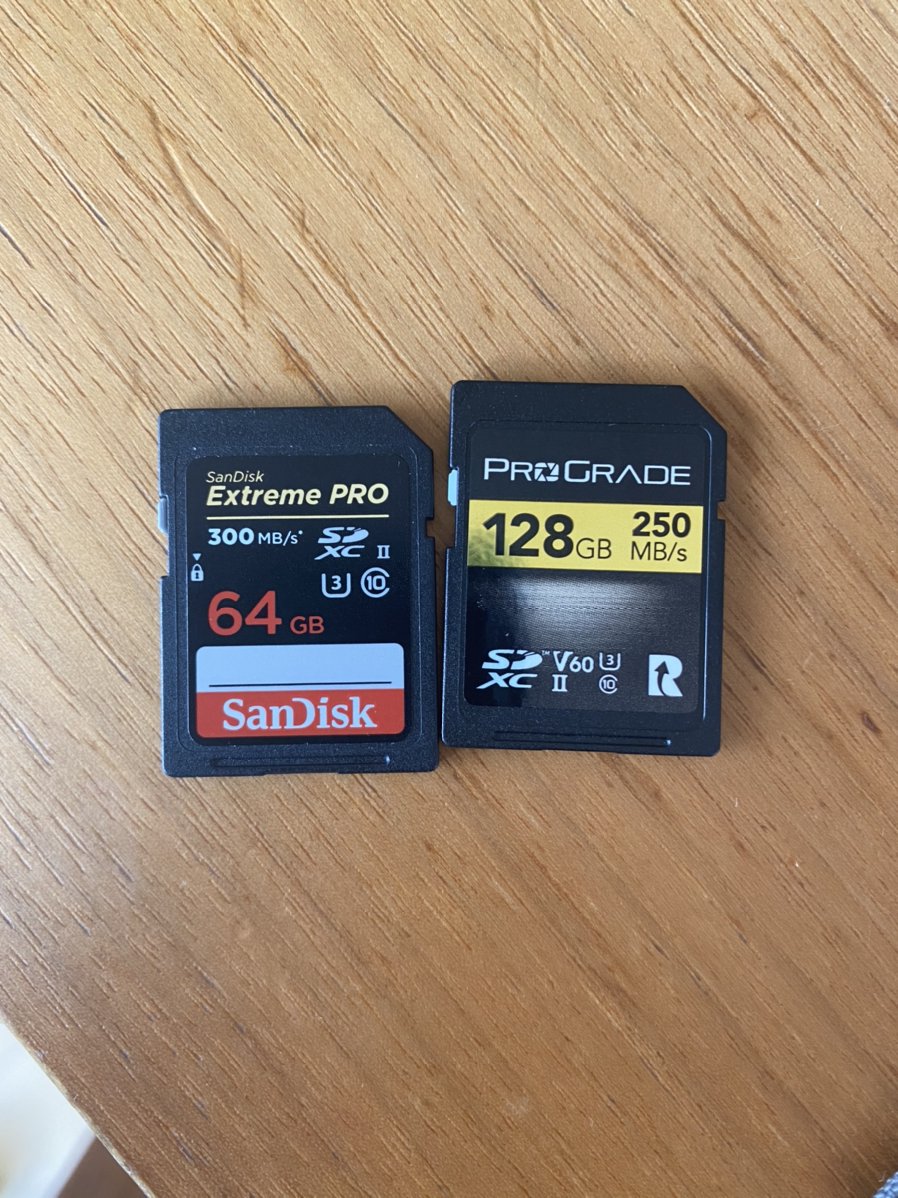 SanDisk
Extreme PRO
300 MB/s*
SD XC II
3 10
64 GB
SanDisk
PROGRADE
128GB 250 MB/s
SD™ XC V60 II 3 10
R